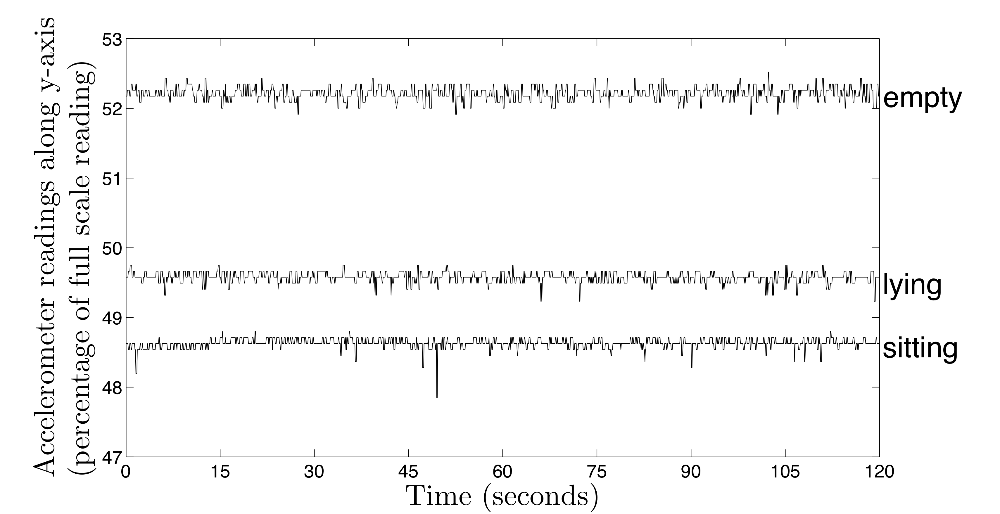 Accelerometer readings along y-axis
(percentage of full scale reading)
53
52
51
50
49
48
47
empty
lying
sitting
0 15 30 45 60 75 90 105 120
Time (seconds)